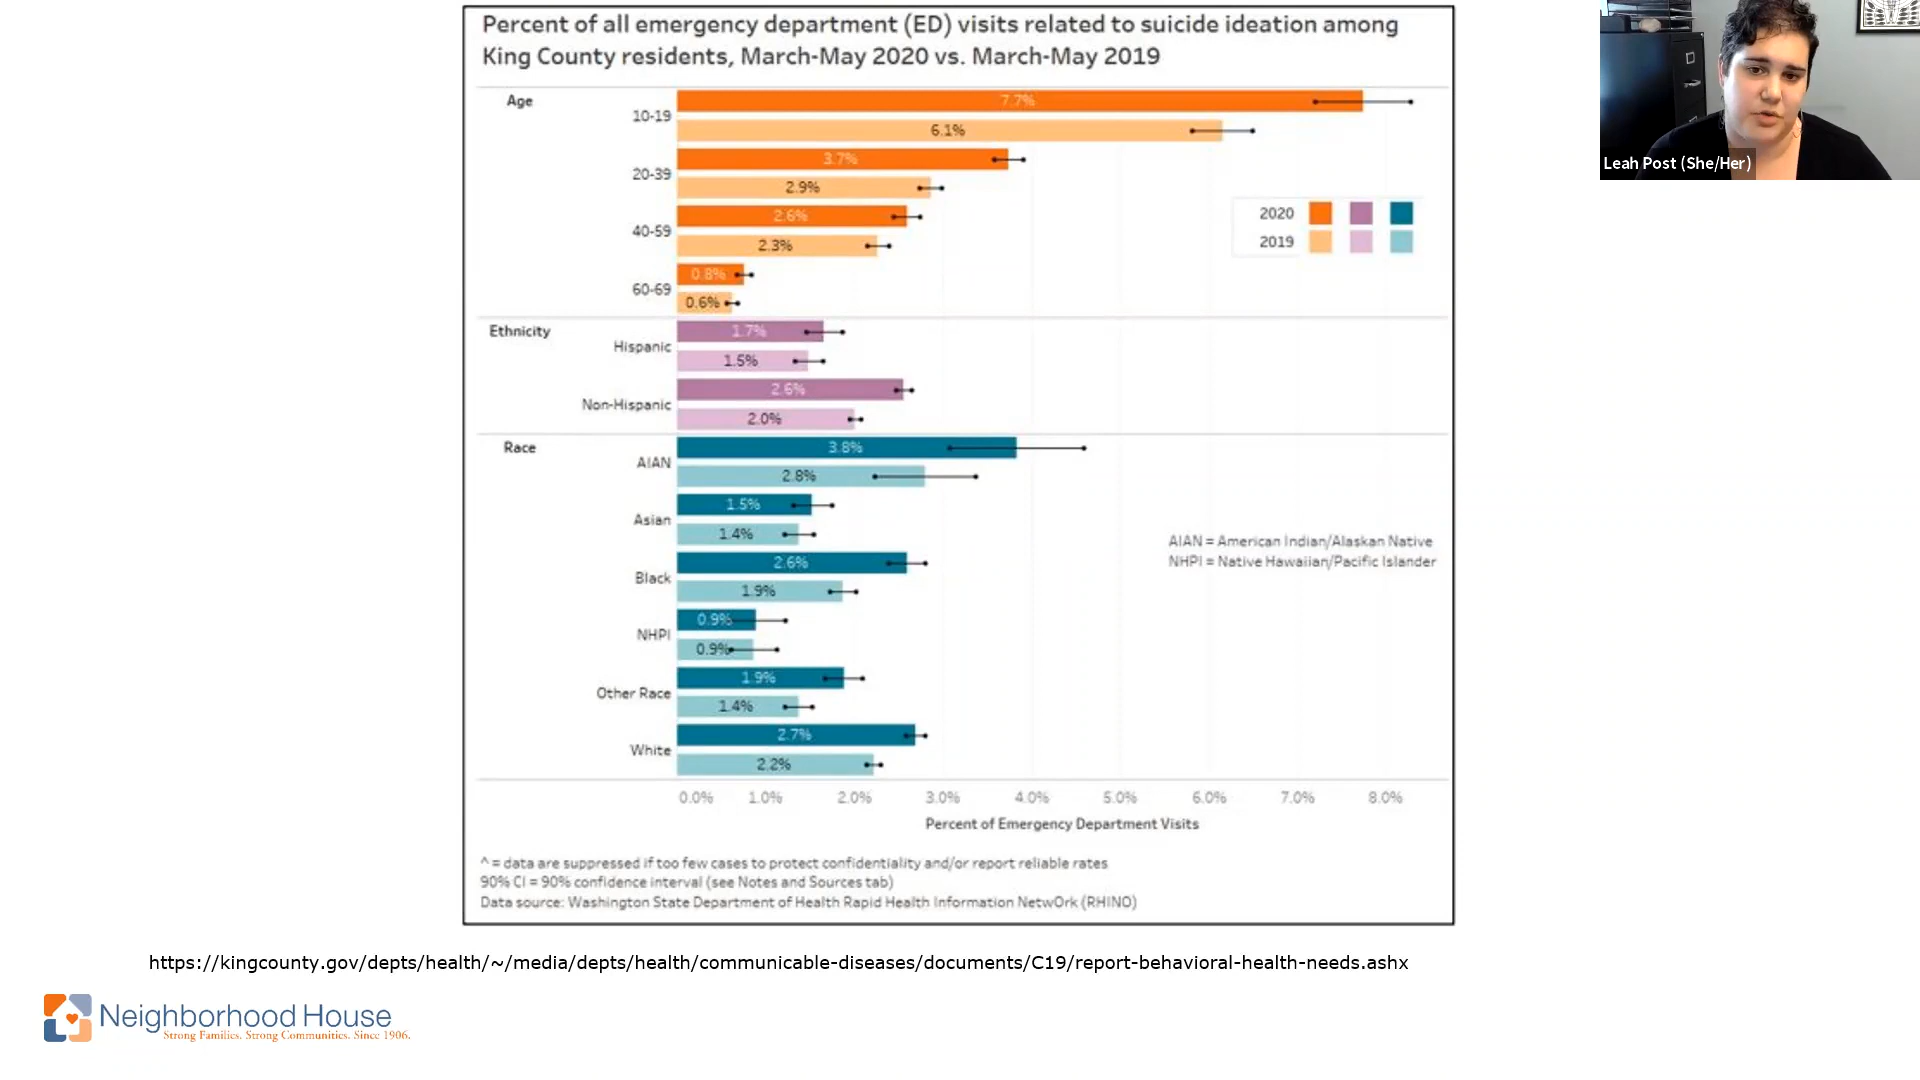 Percent of all emergency department (ED) visits related to suicide ideation among
King County residents, March-May 2020 vs. March-May 2019
Leah Post (She/Her)
2020
2019
Age
10-19
7.7%
6.1%
20-39
3.7%
2.9%
40-59
2.6%
2.3%
60-69
0.8%
0.6%
Ethnicity
Hispanic
1.7%
1.5%
Non-Hispanic
2.6%
2.0%
Race
AIAN
3.8%
2.8%
Asian
1.5%
1.4%
Black
2.6%
1.9%
NHPI
0.9%
0.9%
Other Race
1.9%
1.4%
White
2.7%
2.2%
AIAN = American Indian/Alaskan Native
NHPI = Native Hawaiian/Pacific Islander
0.0% 1.0% 2.0% 3.0% 4.0% 5.0% 6.0% 7.0% 8.0%
Percent of Emergency Department Visits
^ = data are suppressed if too few cases to protect confidentiality and/or report reliable rates
90% CI = 90% confidence interval (see Notes and Sources tab)
Data source: Washington State Department of Health Rapid Health Information NetwOrk (RHINO)
https://kingcounty.gov/depts/health/~/media/depts/health/communicable-diseases/documents/C19/report-behavioral-health-needs.ashx
Neighborhood House
Strong Families. Strong Communities. Since 1906.